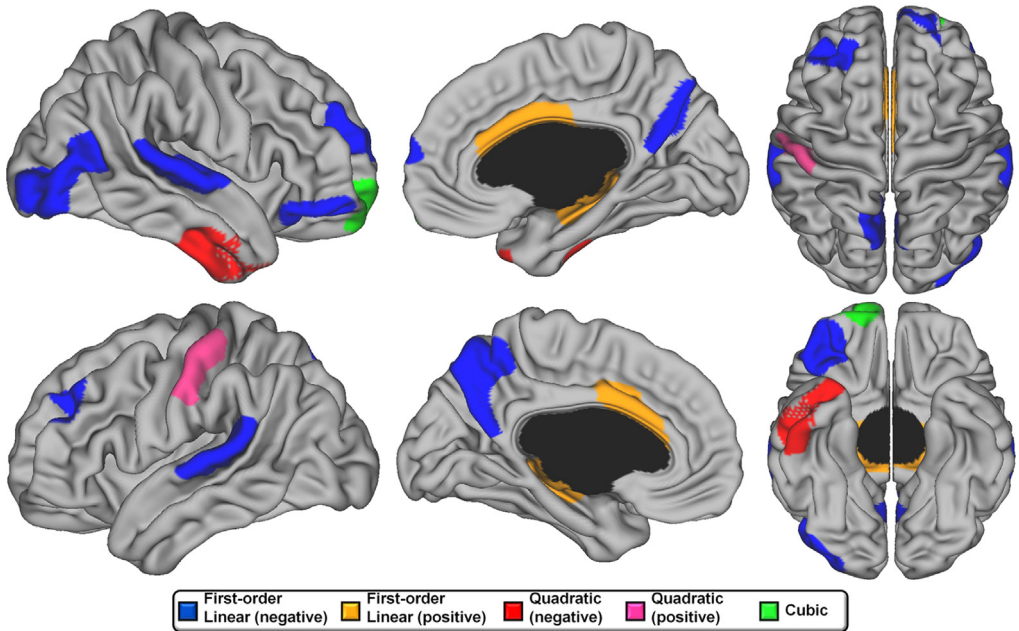 First-order
Linear (negative)
First-order
Linear (positive)
Quadratic
(negative)
Quadratic
(positive)
Cubic